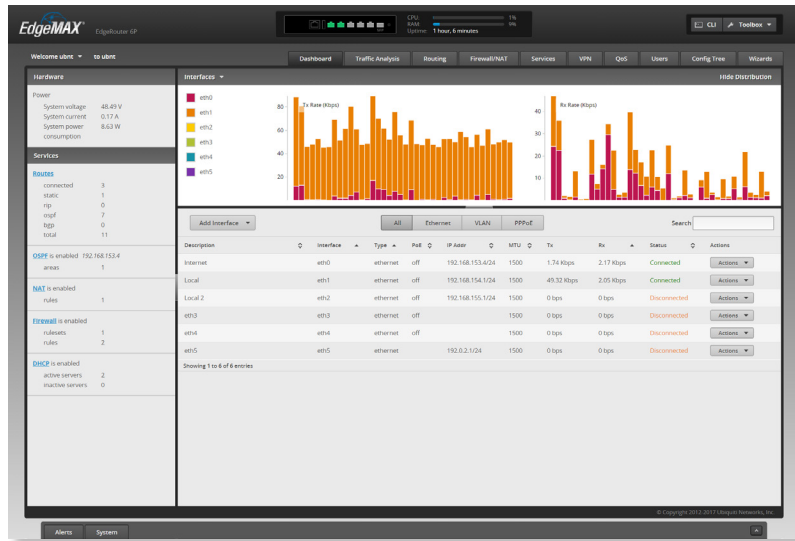 EdgeMAX EdgeRouter 6P
CPU: 1%
RAM: 9%
Uptime: 1 hour, 6 minutes
CLI Toolbox
Welcome ubnt to ubnt
Dashboard Traffic Analysis Routing Firewall/NAT Services VPN QoS Users Config Tree Wizards
Hardware
Power
System voltage 48.49 V
System current 0.17 A
System power consumption 8.63 W
Services
Routes
connected 3
static 1
rip 0
ospf 7
bgp 0
total 11
OSPF is enabled 192.168.153.4
areas 1
NAT is enabled
rules 1
Firewall is enabled
rulesets 1
rules 2
DHCP is enabled
active servers 2
inactive servers 0
Interfaces Hide Distribution
eth0
eth1
eth2
eth3
eth4
eth5
Tx Rate (Kbps)
80
60
40
20
Rx Rate (Kbps)
40
30
20
10
Add Interface All Ethernet VLAN PPPoE Search
Description Interface Type PoE IP Addr MTU Tx Rx Status Actions
Internet eth0 ethernet off 192.168.153.4/24 1500 1.74 Kbps 2.17 Kbps Connected Actions
Local eth1 ethernet off 192.168.154.1/24 1500 49.32 Kbps 2.05 Kbps Connected Actions
Local 2 eth2 ethernet off 192.168.155.1/24 1500 0 bps 0 bps Disconnected Actions
eth3 eth3 ethernet off 1500 0 bps 0 bps Disconnected Actions
eth4 eth4 ethernet off 1500 0 bps 0 bps Disconnected Actions
eth5 eth5 ethernet 192.0.2.1/24 1500 0 bps 0 bps Disconnected Actions
Showing 1 to 6 of 6 entries
© Copyright 2012-2017 Ubiquiti Networks, Inc.
Alerts System